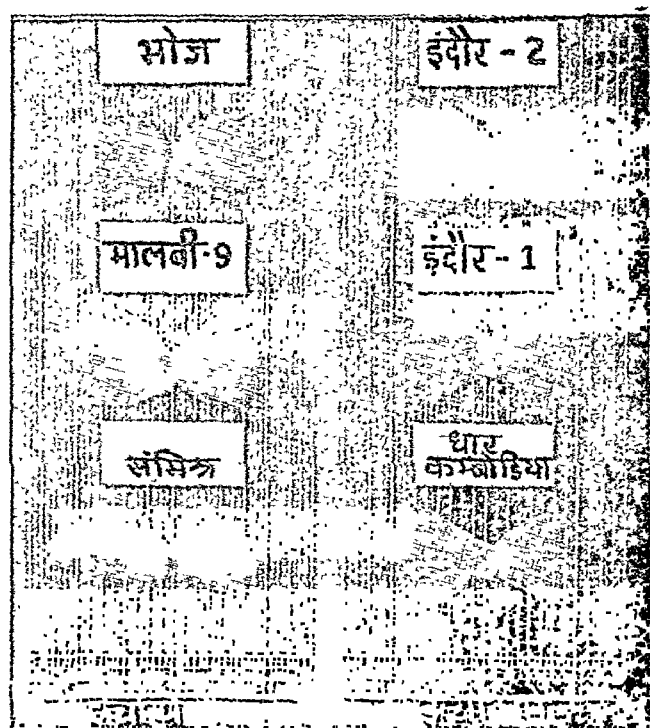 भोज
इंदौर - 2
मालवी-9
इंदौर - 1
संमिश्र
धार
कम्बोडिया